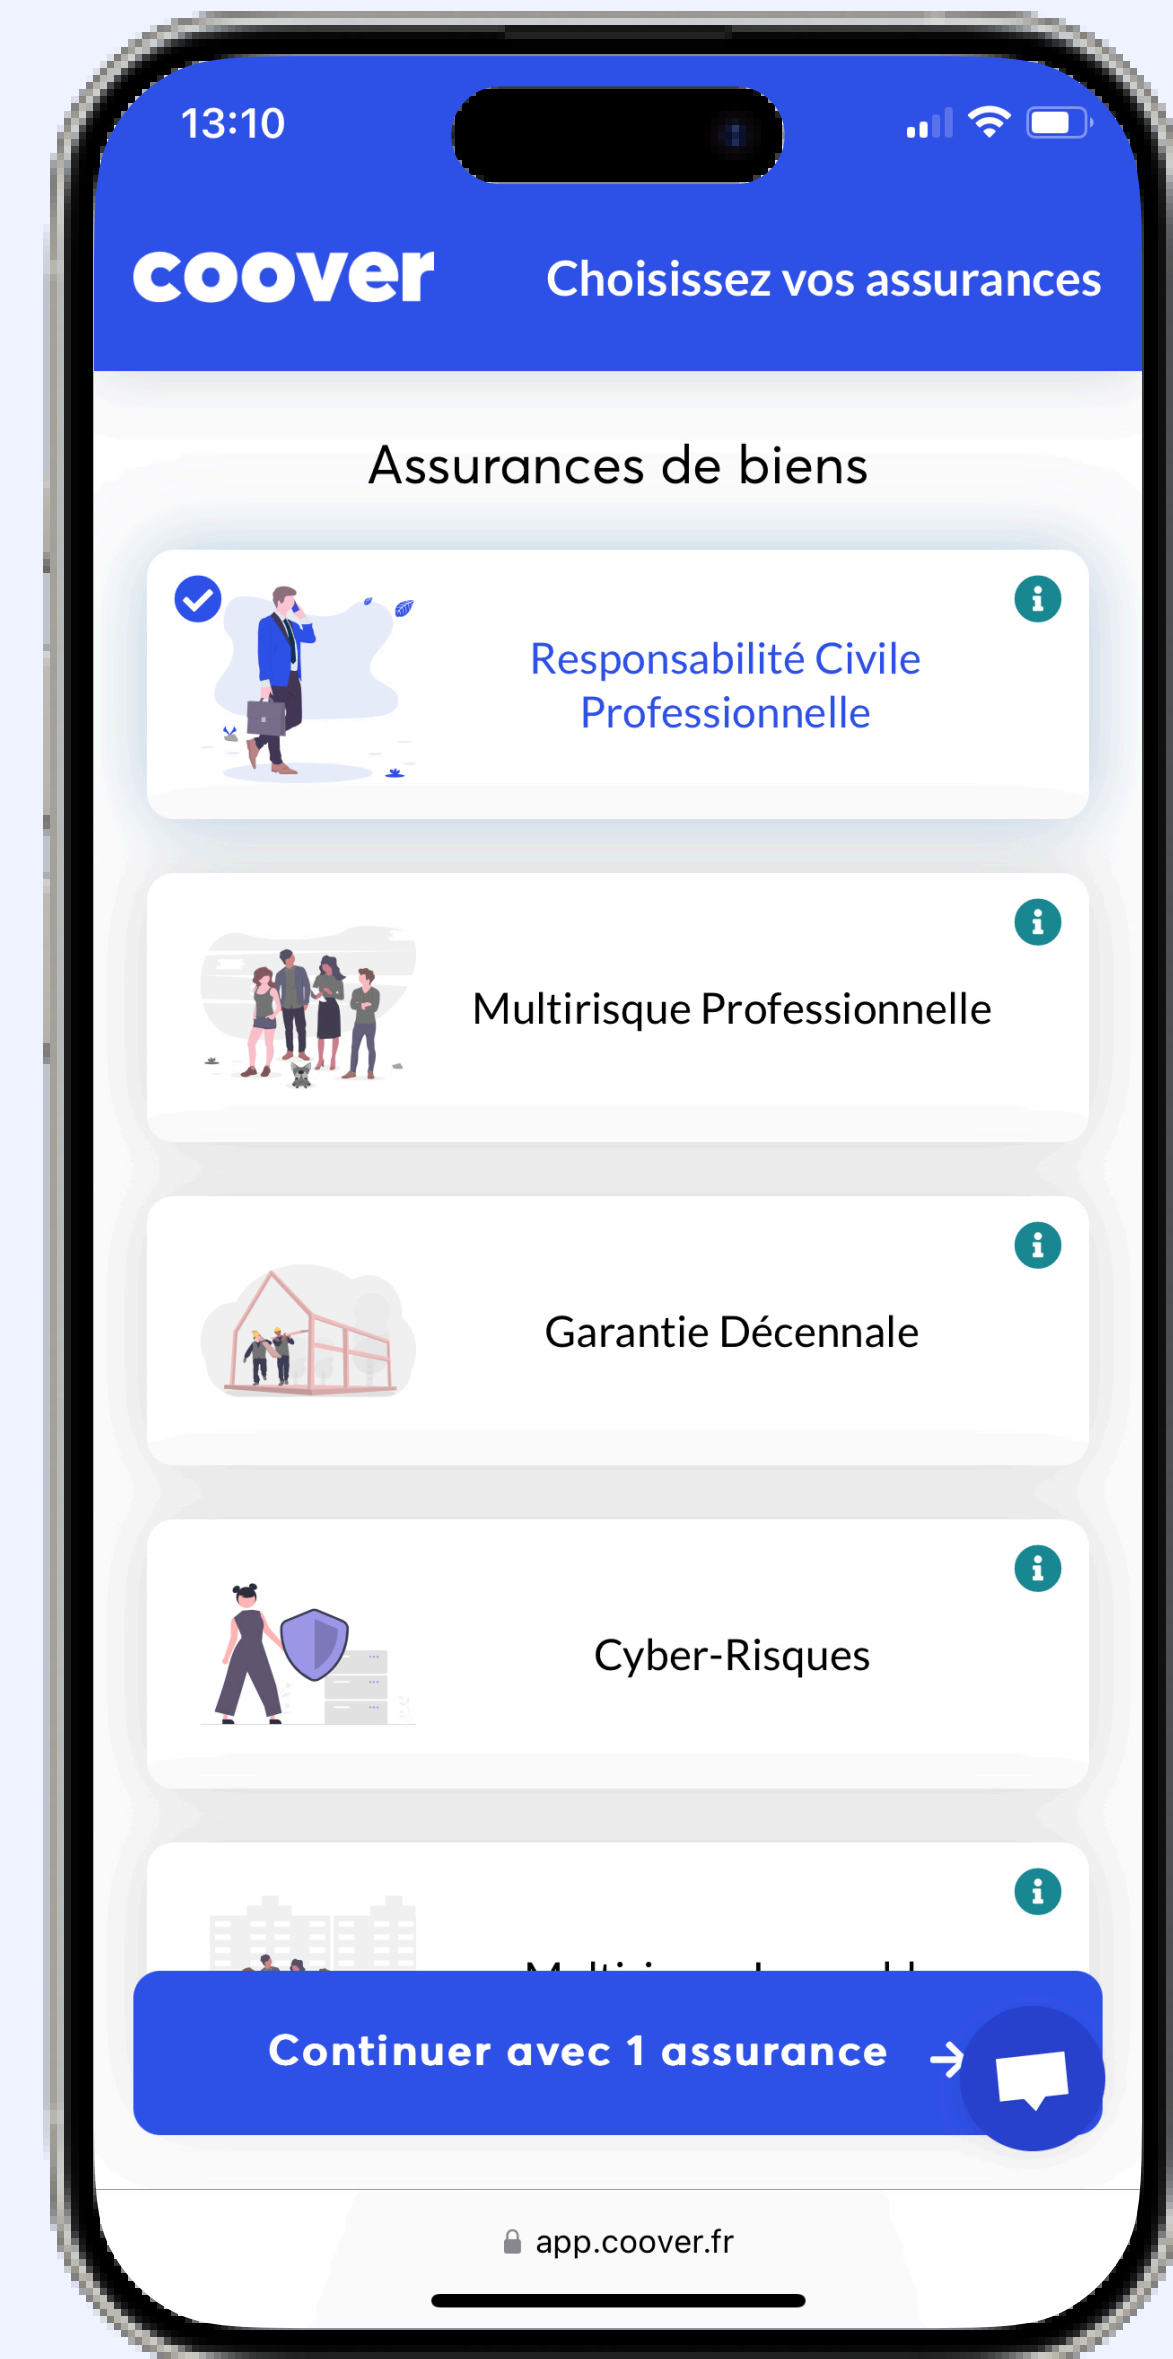 13:10
coover
Choisissez vos assurances
Assurances de biens
Responsabilité Civile
Professionnelle
Multirisque Professionnelle
Garantie Décennale
Cyber-Risques
Continuer avec 1 assurance
app.coover.fr